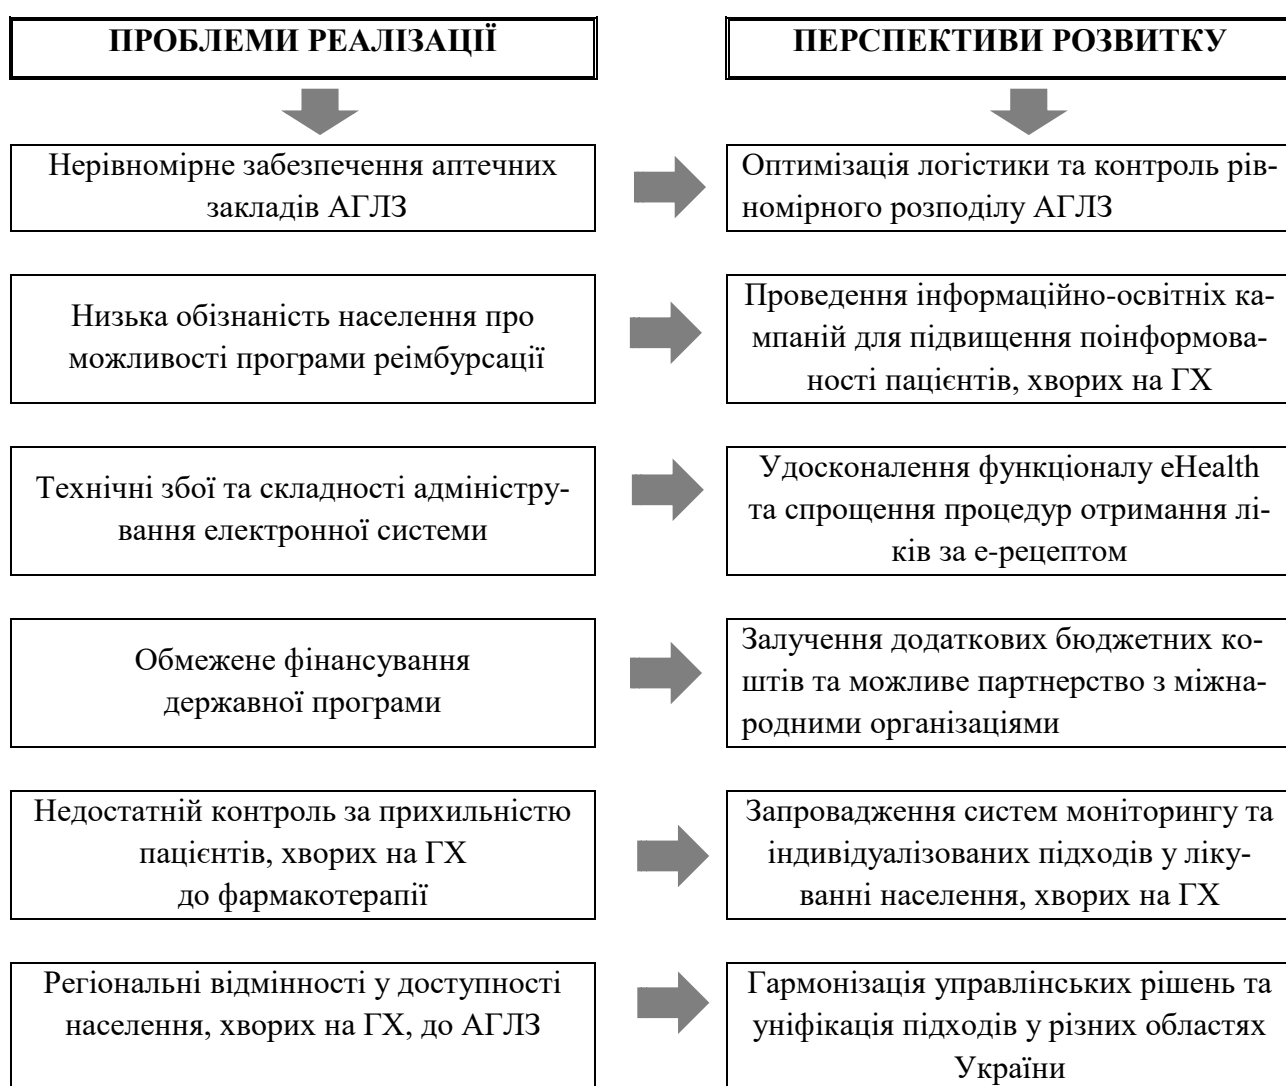 ПРОБЛЕМИ РЕАЛІЗАЦІЇ
ПЕРСПЕКТИВИ РОЗВИТКУ
Нерівномірне забезпечення аптечних
закладів АГЛЗ
Оптимізація логістики та контроль рів-
номірного розподілу АГЛЗ
Низька обізнаність населення про
можливості програми реімбурсації
Проведення інформаційно-освітніх ка-
мпаній для підвищення поінформова-
ності пацієнтів, хворих на ГХ
Технічні збої та складності адміністру-
вання електронної системи
Удосконалення функціоналу eHealth
та спрощення процедур отримання лі-
ків за е-рецептом
Обмежене фінансування
державної програми
Залучення додаткових бюджетних ко-
штів та можливе партнерство з міжна-
родними організаціями
Недостатній контроль за прихильністю
пацієнтів, хворих на ГХ
до фармакотерапії
Запровадження систем моніторингу та
індивідуалізованих підходів у ліку-
ванні населення, хворих на ГХ
Регіональні відмінності у доступності
населення, хворих на ГХ, до АГЛЗ
Гармонізація управлінських рішень та
уніфікація підходів у різних областях
України